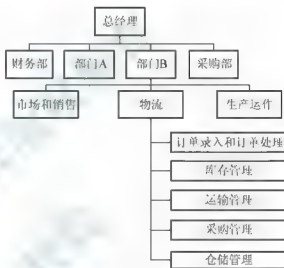 总经理
财务部 部门A 部门B 采购部
市场和销售 物流 生产运作
订单录入和订单处理
库存管理
运输管理
采购管理
仓储管理